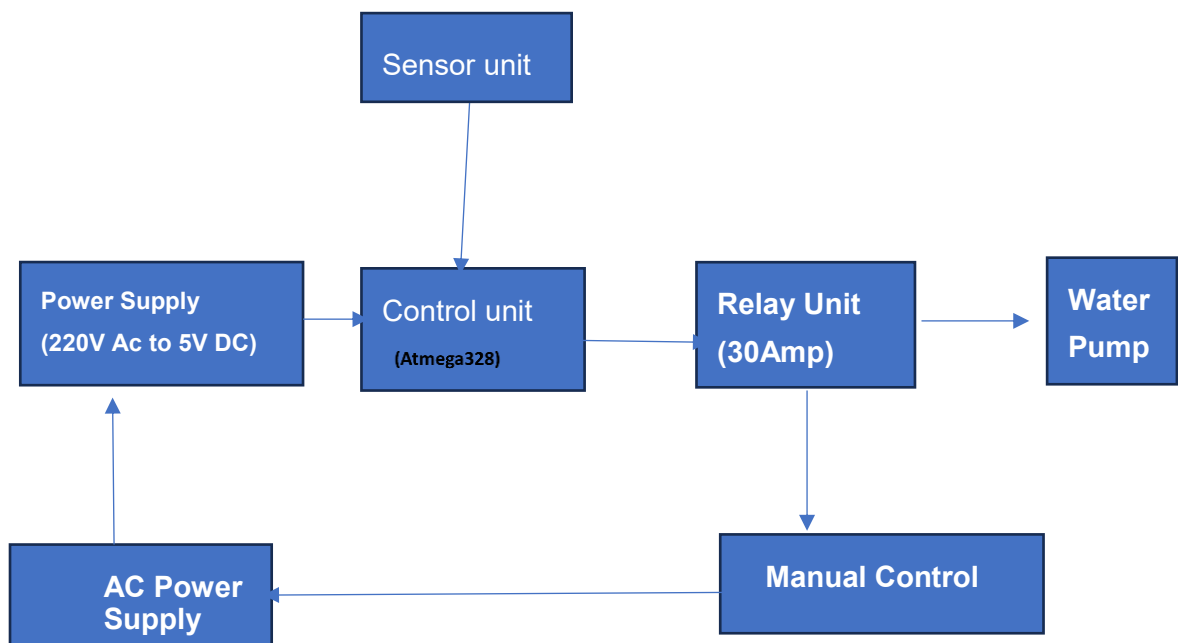 Sensor unit
Power Supply
(220V Ac to 5V DC)
Control unit
(Atmega328)
Relay Unit
(30Amp)
Water
Pump
AC Power
Supply
Manual Control